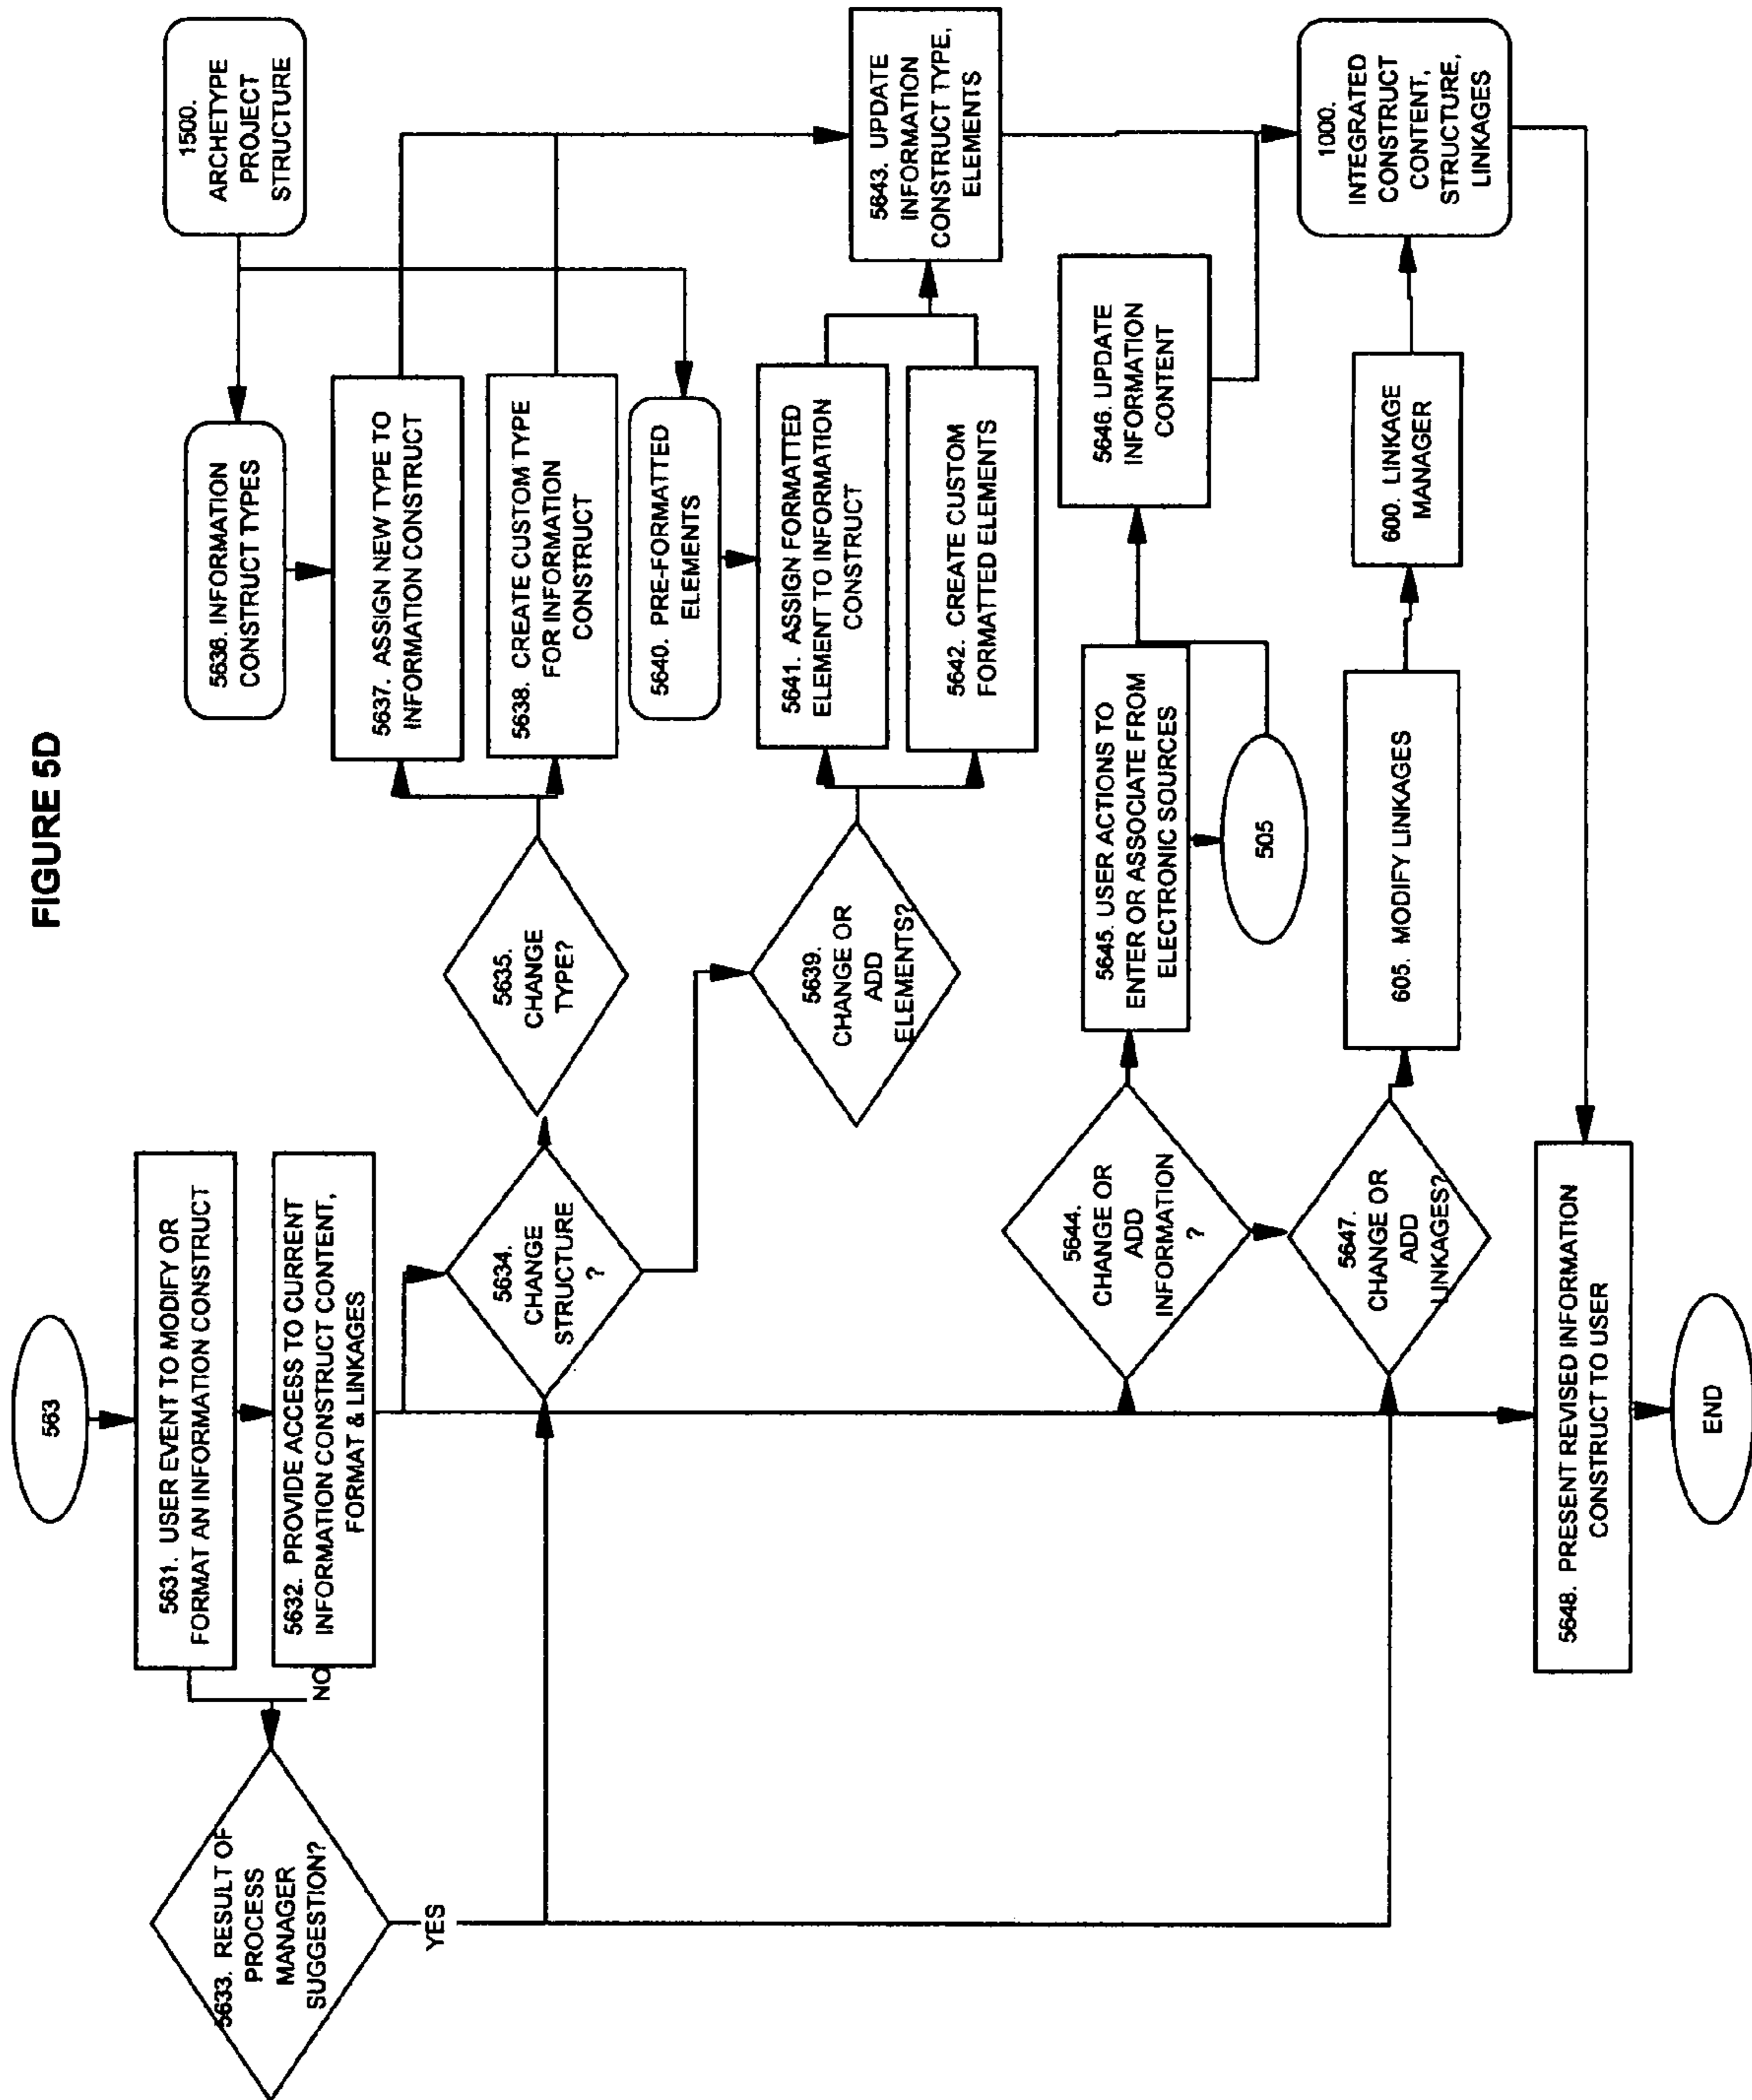 FIGURE 5D
563
5631. USER EVENT TO MODIFY OR
FORMAT AN INFORMATION CONSTRUCT
5632. PROVIDE ACCESS TO CURRENT
INFORMATION CONSTRUCT CONTENT,
FORMAT & LINKAGES
NO
5633. RESULT OF
PROCESS
MANAGER
SUGGESTION?
YES
5634.
CHANGE
STRUCTURE
?
5635.
CHANGE
TYPE?
1500.
ARCHETYPE
PROJECT
STRUCTURE
5636. INFORMATION
CONSTRUCT TYPES
5637. ASSIGN NEW TYPE TO
INFORMATION CONSTRUCT
5638. CREATE CUSTOM TYPE
FOR INFORMATION
CONSTRUCT
5639.
CHANGE OR
ADD
ELEMENTS?
5640. PRE-FORMATTED
ELEMENTS
5641. ASSIGN FORMATTED
ELEMENT TO INFORMATION
CONSTRUCT
5642. CREATE CUSTOM
FORMATTED ELEMENTS
5643. UPDATE
INFORMATION
CONSTRUCT TYPE,
ELEMENTS
5644.
CHANGE OR
ADD
INFORMATION
?
5645. USER ACTIONS TO
ENTER OR ASSOCIATE FROM
ELECTRONIC SOURCES
505
5646. UPDATE
INFORMATION
CONTENT
5647.
CHANGE OR
ADD
LINKAGES?
605. MODIFY LINKAGES
600. LINKAGE
MANAGER
1000.
INTEGRATED
CONSTRUCT
CONTENT,
STRUCTURE,
LINKAGES
5648. PRESENT REVISED INFORMATION
CONSTRUCT TO USER
END